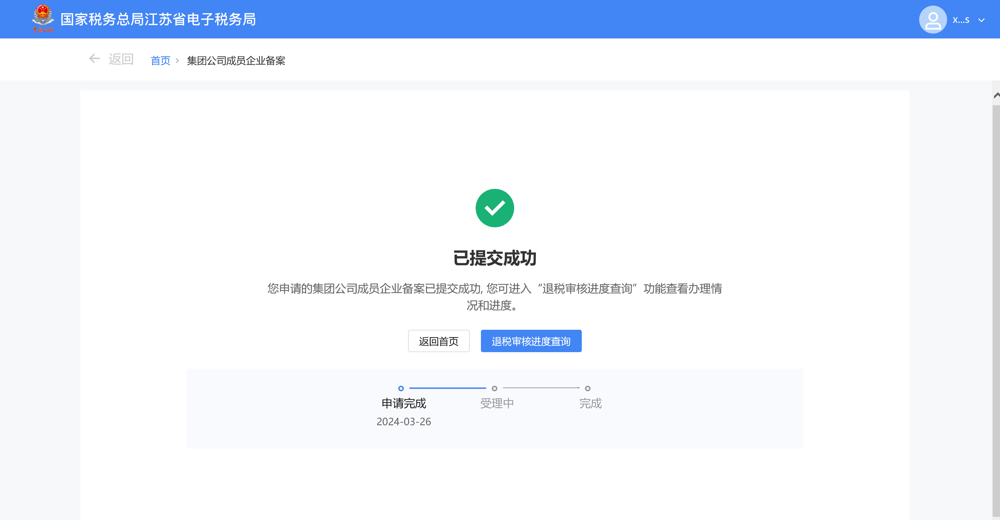 国家税务总局江苏省电子税务局
x...s
返回
首页 > 集团公司成员企业备案
已提交成功
您申请的集团公司成员企业备案已提交成功, 您可进入“退税审核进度查询”功能查看办理情
况和进度。
返回首页
退税审核进度查询
申请完成
受理中
完成
2024-03-26